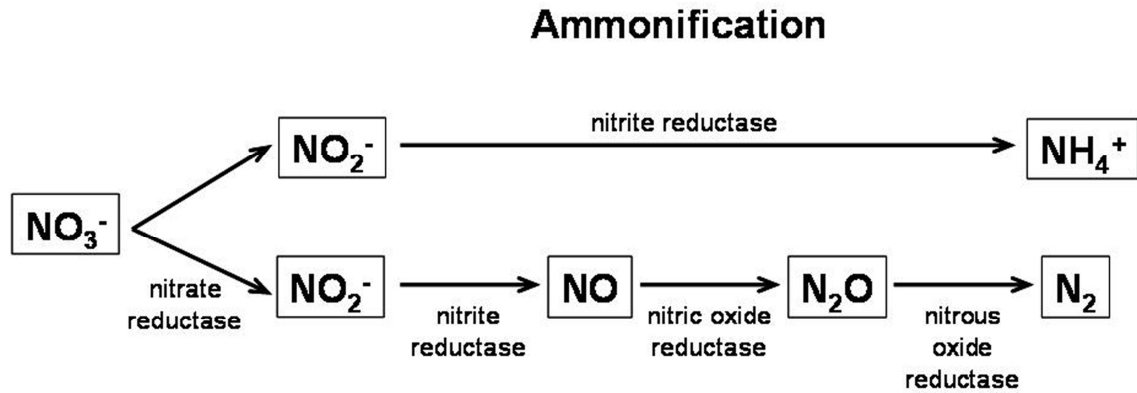 Ammonification
NO₂⁻
nitrite reductase
NH₄⁺
NO₃⁻
nitrate
reductase
NO₂⁻
nitrite
reductase
NO
nitric oxide
reductase
N₂O
nitrous
oxide
reductase
N₂